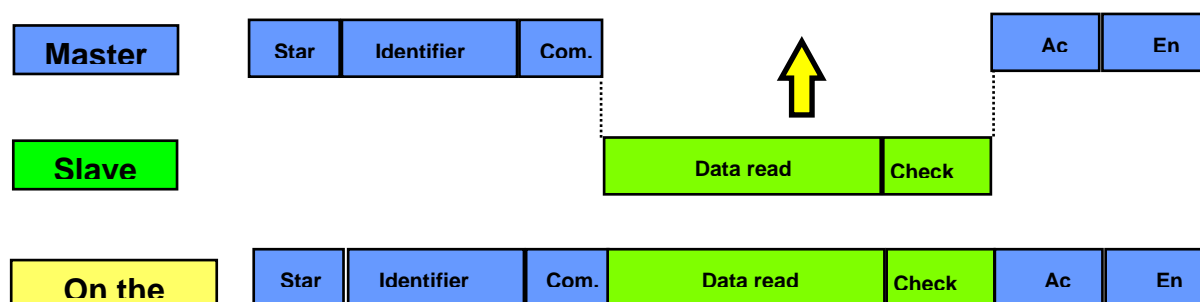 Master Star Identifier Com. Ac En
Slave Data read Check
On the Star Identifier Com. Data read Check Ac En